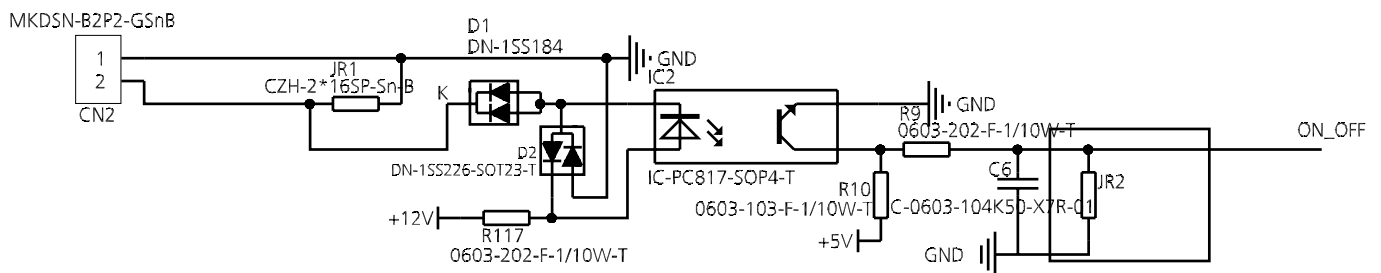 MKDSN-B2P2-GSnB
1
2
CN2
JR1
CZH-2*16SP-Sn-B
D1
DN-1SS184
K
GND
IC2
D2
DN-1SS226-SOT23-T
IC-PC817-SOP4-T
GND
R9
0603-202-F-1/10W-T
ON_OFF
+12V
R117
0603-202-F-1/10W-T
R10
0603-103-F-1/10W-T
+5V
C6
C-0603-104K50-X7R-01
JR2
GND